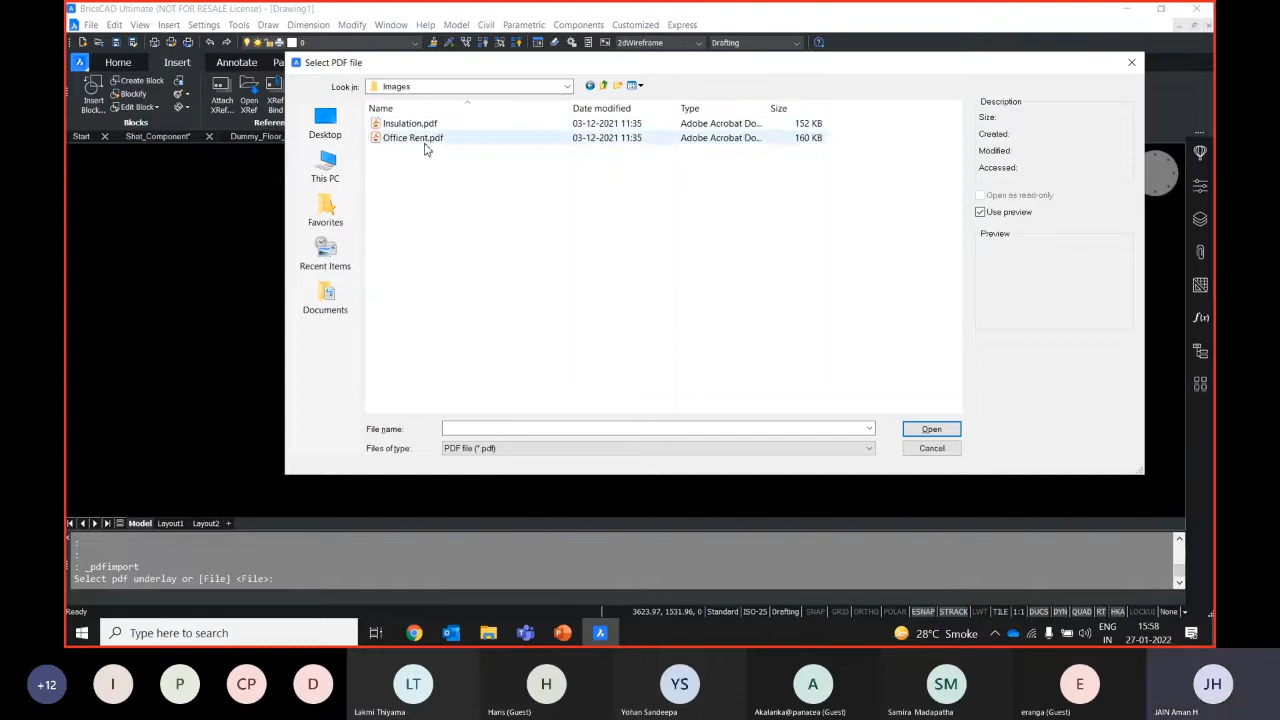 BricsCAD Ultimate (NOT FOR RESALE License) - [Drawing1]
File Edit View Insert Settings Tools Draw Dimension Modify Window Help Model Civil Parametric Components Customized Express
0 2dWireframe Drafting
Home Insert Annotate Pa
Select PDF file
Look in: Images
Insert Block... Create Block Blockify Edit Block
Attach XRef... Open XRef XRef Bind
Blocks Referen
Start Shat_Component* Dummy_Floor_
Name Date modified Type Size
Insulation.pdf 03-12-2021 11:35 Adobe Acrobat Do... 152 KB
Office Rent.pdf 03-12-2021 11:35 Adobe Acrobat Do... 160 KB
Desktop
This PC
Favorites
Recent Items
Documents
Description
Size:
Created:
Modified:
Accessed:
Open as read-only
Use preview
Preview
File name: Open
Files of type: PDF file (*.pdf) Cancel
f(x)
Model Layout1 Layout2 +
:
:
: _pdfimport
Select pdf underlay or [File] <File>:
Ready 3623.97, 1531.96, 0 Standard ISO-25 Drafting SNAP GRID ORTHO POLAR ESNAP STRACK LWT TILE 1:1 DUCS DYN QUAD RT HKA LOCKUI None
Type here to search 28°C Smoke ENG IN 15:58 27-01-2022
+12 I P CP D LT H YS A SM E JH
Lakmi Thiyama Haris (Guest) Yohan Sandeepa Akalanka@panacea (Guest) Samira Madapatha eranga (Guest) JAIN Aman H